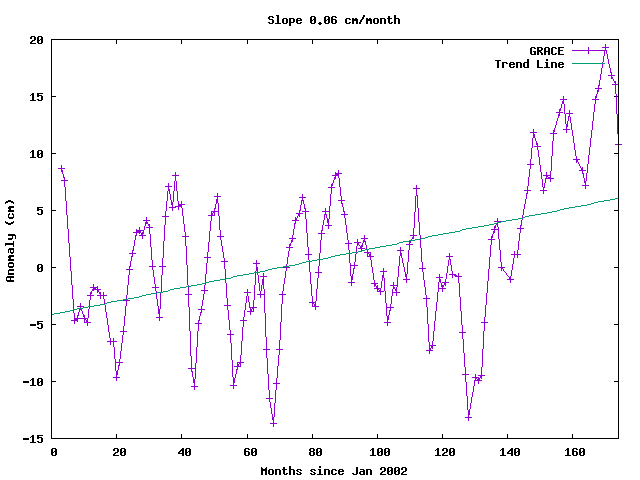 Slope 0.06 cm/month
GRACE
Trend Line
20
15
10
5
0
-5
-10
-15
Anomaly (cm)
0 20 40 60 80 100 120 140 160
Months since Jan 2002